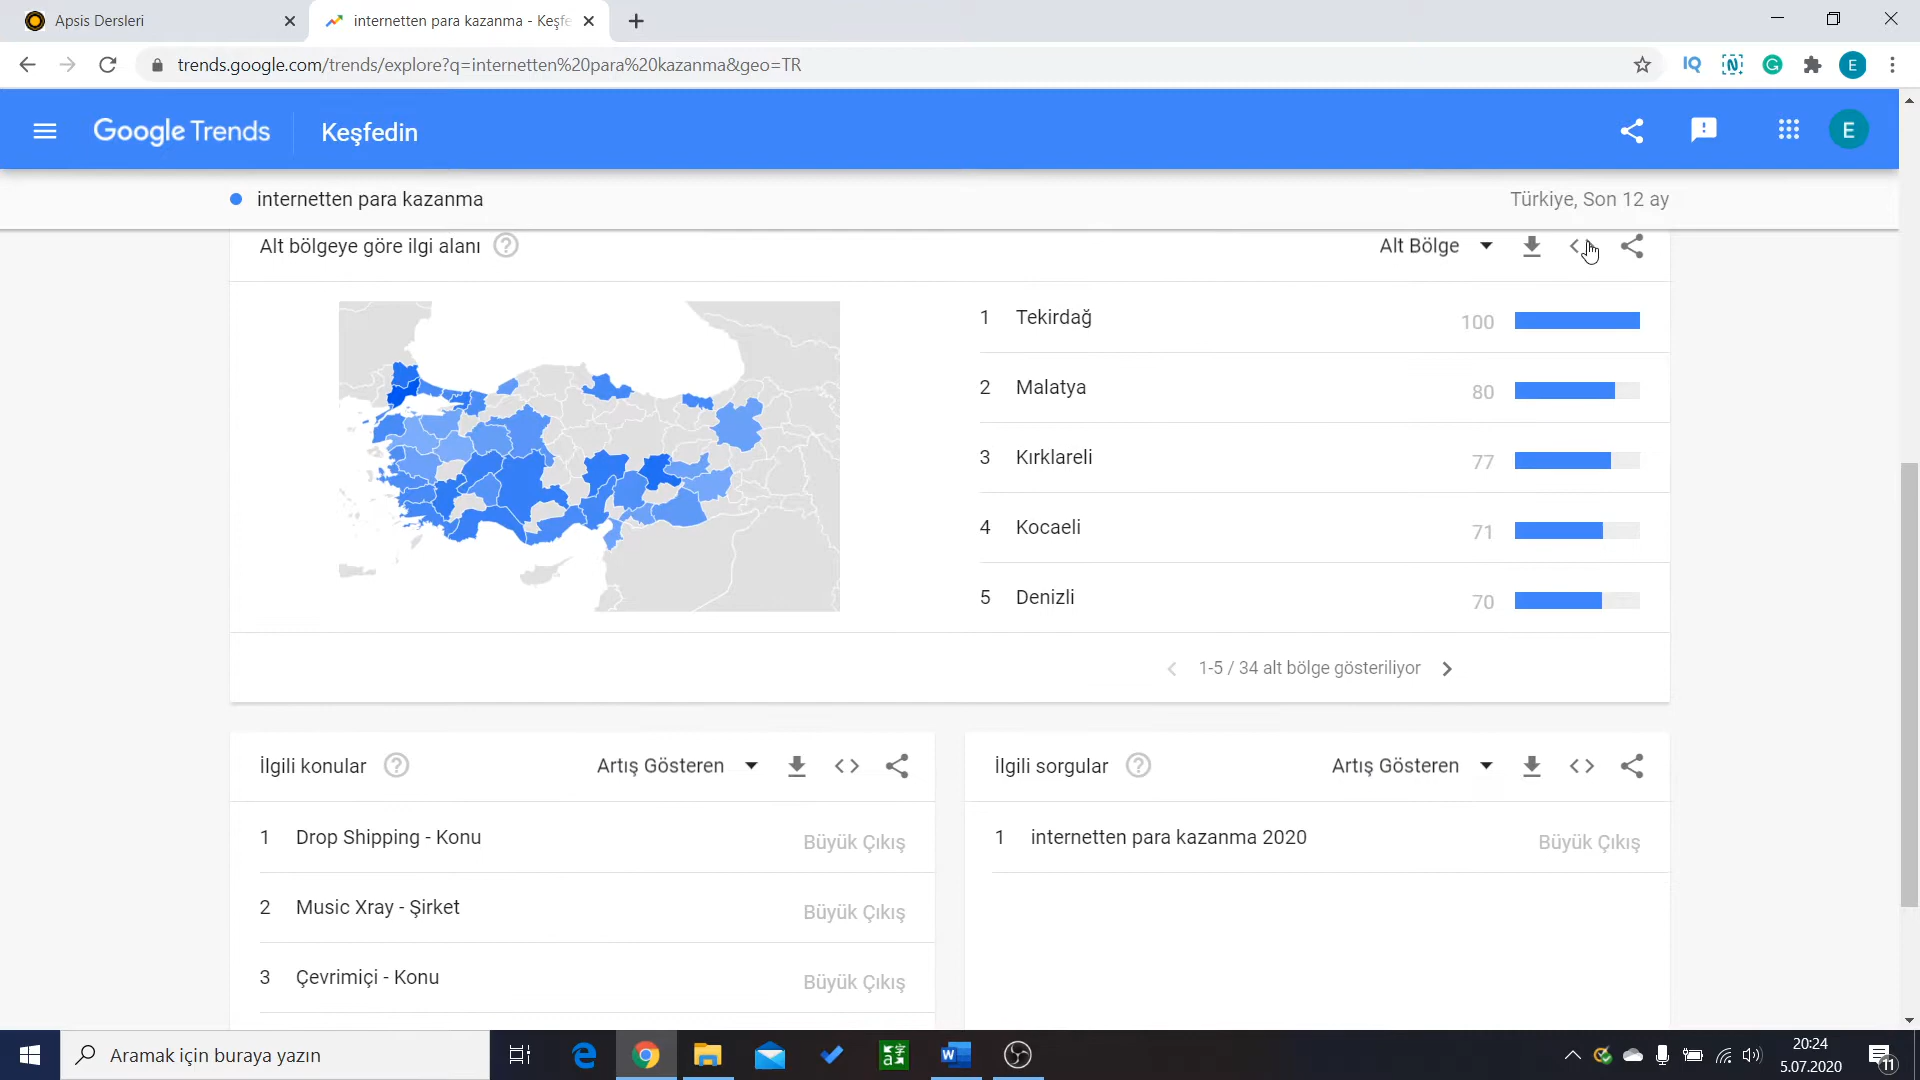 Apsis Dersleri
internetten para kazanma - Keşfe
trends.google.com/trends/explore?q=internetten%20para%20kazanma&geo=TR
IQ
N
G
E
Google Trends
Keşfedin
E
internetten para kazanma
Türkiye, Son 12 ay
Alt bölgeye göre ilgi alanı ?
Alt Bölge
1 Tekirdağ 100
2 Malatya 80
3 Kırklareli 77
4 Kocaeli 71
5 Denizli 70
1-5 / 34 alt bölge gösteriliyor
İlgili konular ?
Artış Gösteren
1 Drop Shipping - Konu Büyük Çıkış
2 Music Xray - Şirket Büyük Çıkış
3 Çevrimiçi - Konu Büyük Çıkış
İlgili sorgular ?
Artış Gösteren
1 internetten para kazanma 2020 Büyük Çıkış
Aramak için buraya yazın
20:24
5.07.2020
11